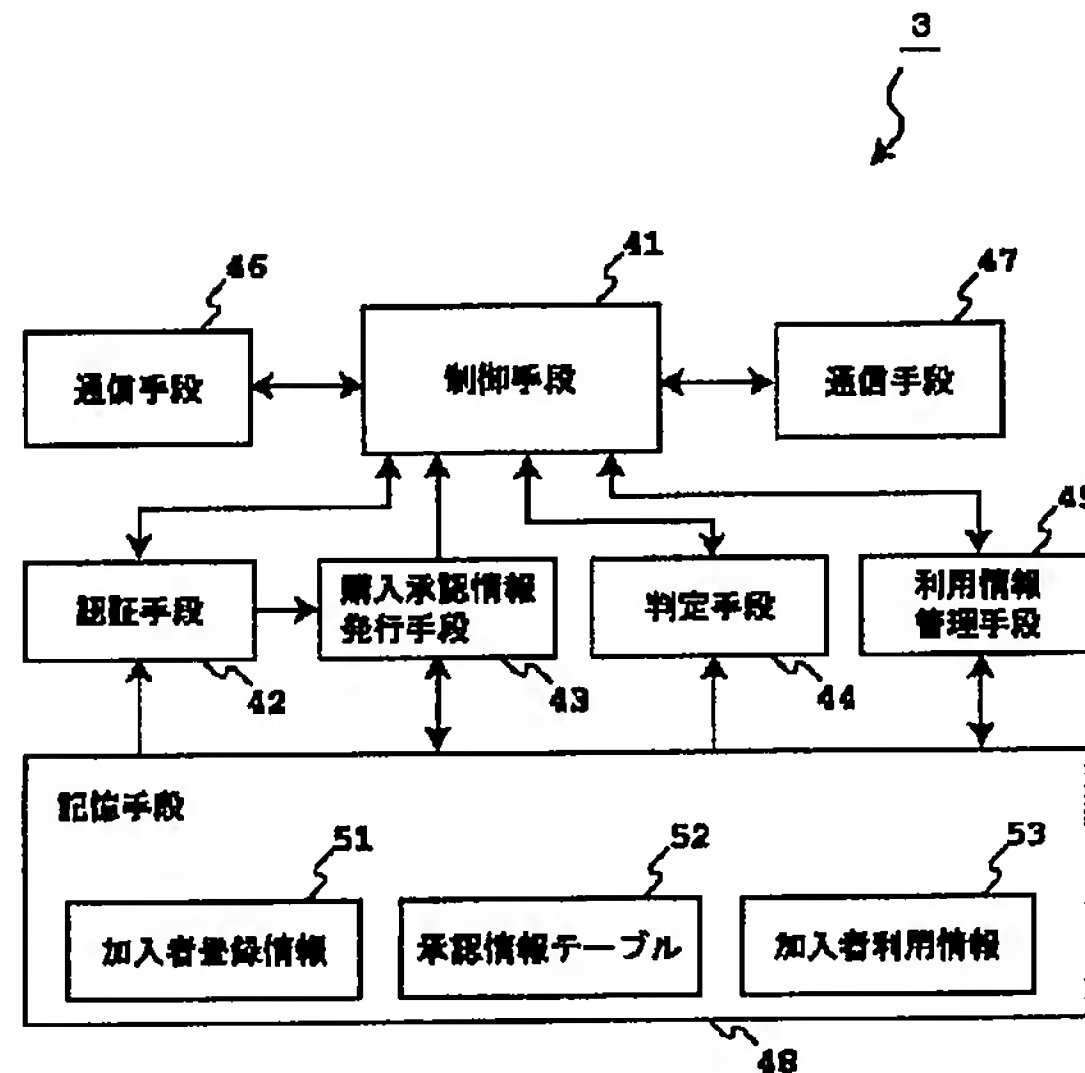 3
46
41
47
通信手段
制御手段
通信手段
45
認証手段
購入承認情報
発行手段
判定手段
利用情報
管理手段
42
43
44
記憶手段
51
52
53
加入者登録情報
承認情報テーブル
加入者利用情報
48